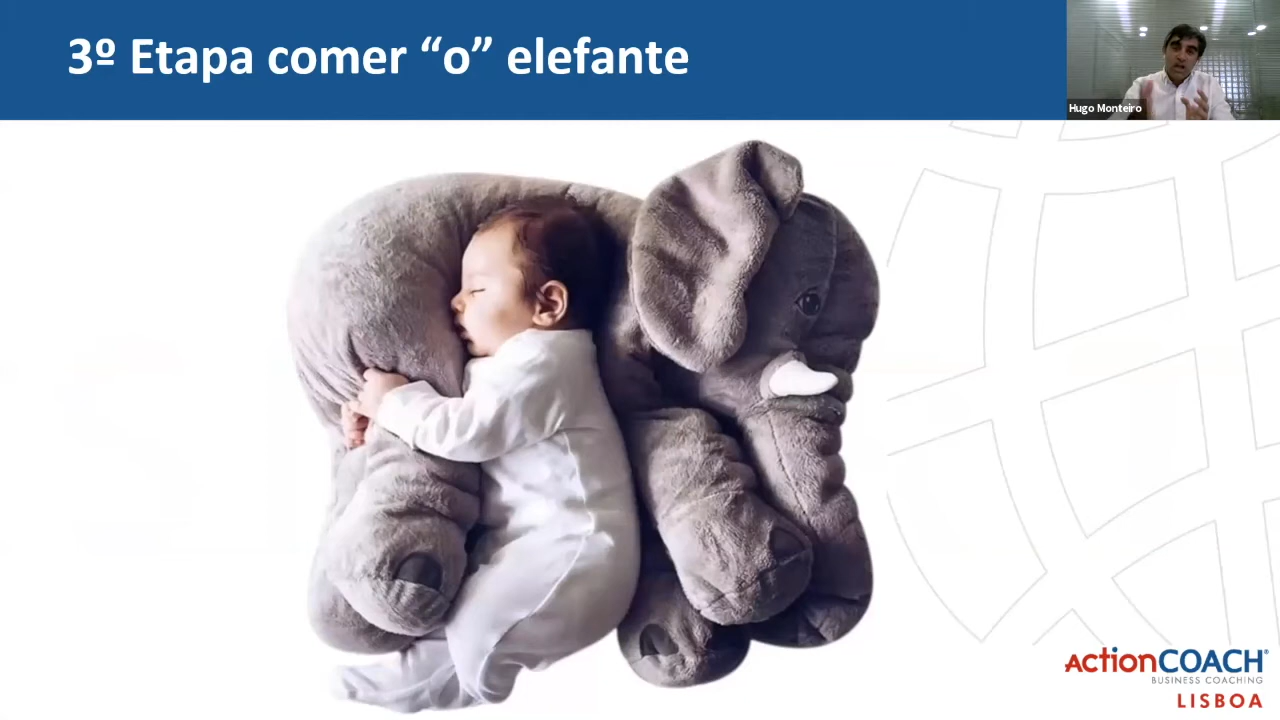 3º Etapa comer “o” elefante
Hugo Monteiro
ActionCOACH®
BUSINESS COACHING
LISBOA